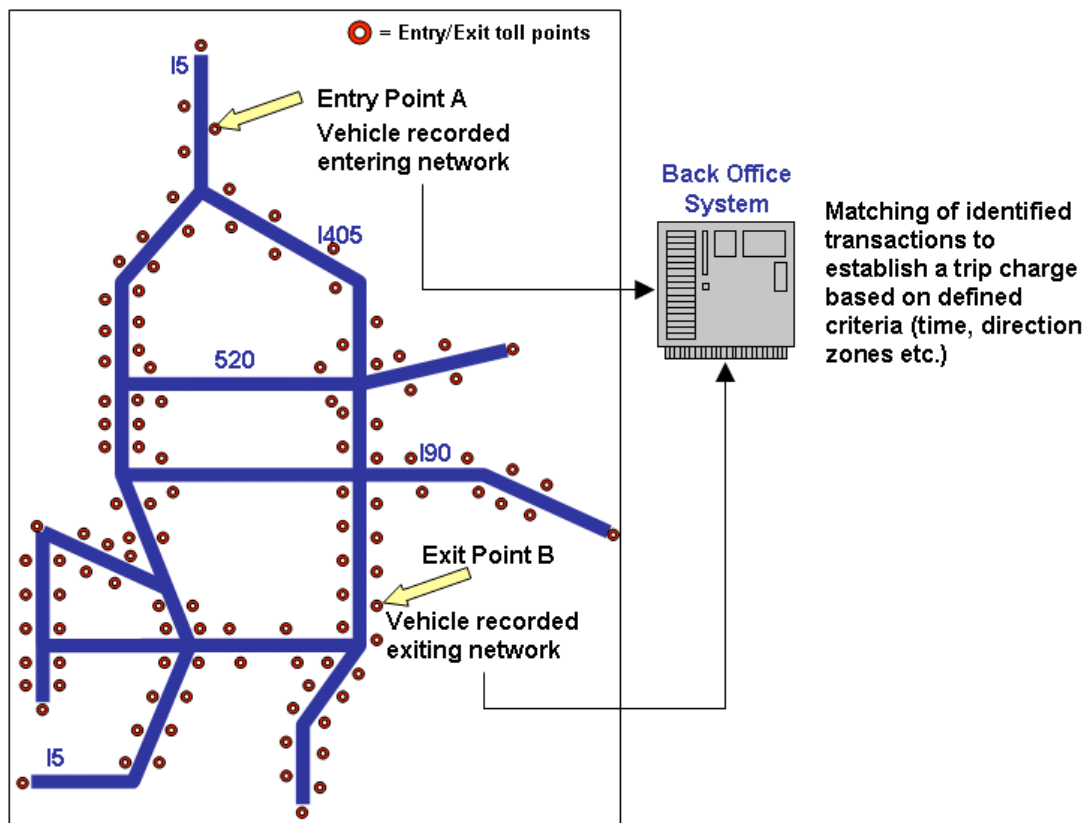 = Entry/Exit toll points
I5
Entry Point A
Vehicle recorded
entering network
I405
520
I90
Exit Point B
Vehicle recorded
exiting network
I5
Back Office
System
Matching of identified
transactions to
establish a trip charge
based on defined
criteria (time, direction
zones etc.)